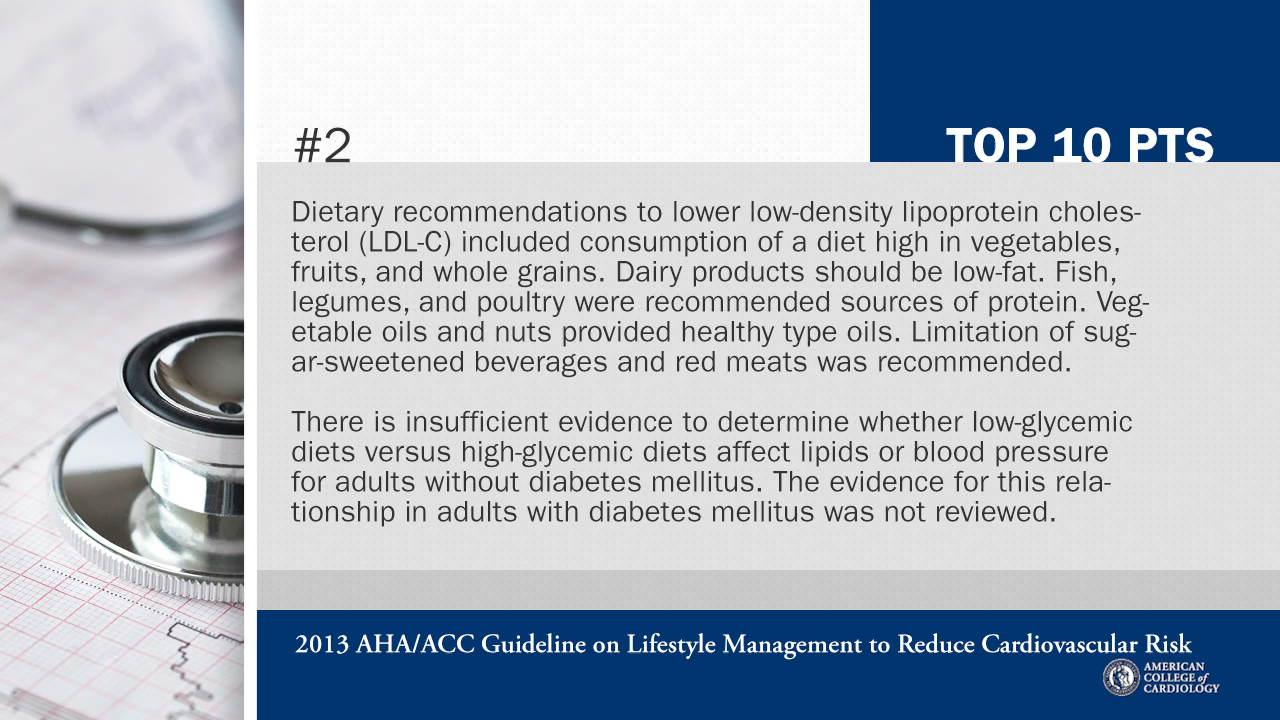 #2
TOP 10 PTS
Dietary recommendations to lower low-density lipoprotein choles-
terol (LDL-C) included consumption of a diet high in vegetables,
fruits, and whole grains. Dairy products should be low-fat. Fish,
legumes, and poultry were recommended sources of protein. Veg-
etable oils and nuts provided healthy type oils. Limitation of sug-
ar-sweetened beverages and red meats was recommended.
There is insufficient evidence to determine whether low-glycemic
diets versus high-glycemic diets affect lipids or blood pressure
for adults without diabetes mellitus. The evidence for this rela-
tionship in adults with diabetes mellitus was not reviewed.
2013 AHA/ACC Guideline on Lifestyle Management to Reduce Cardiovascular Risk
AMERICAN
COLLEGE of
CARDIOLOGY